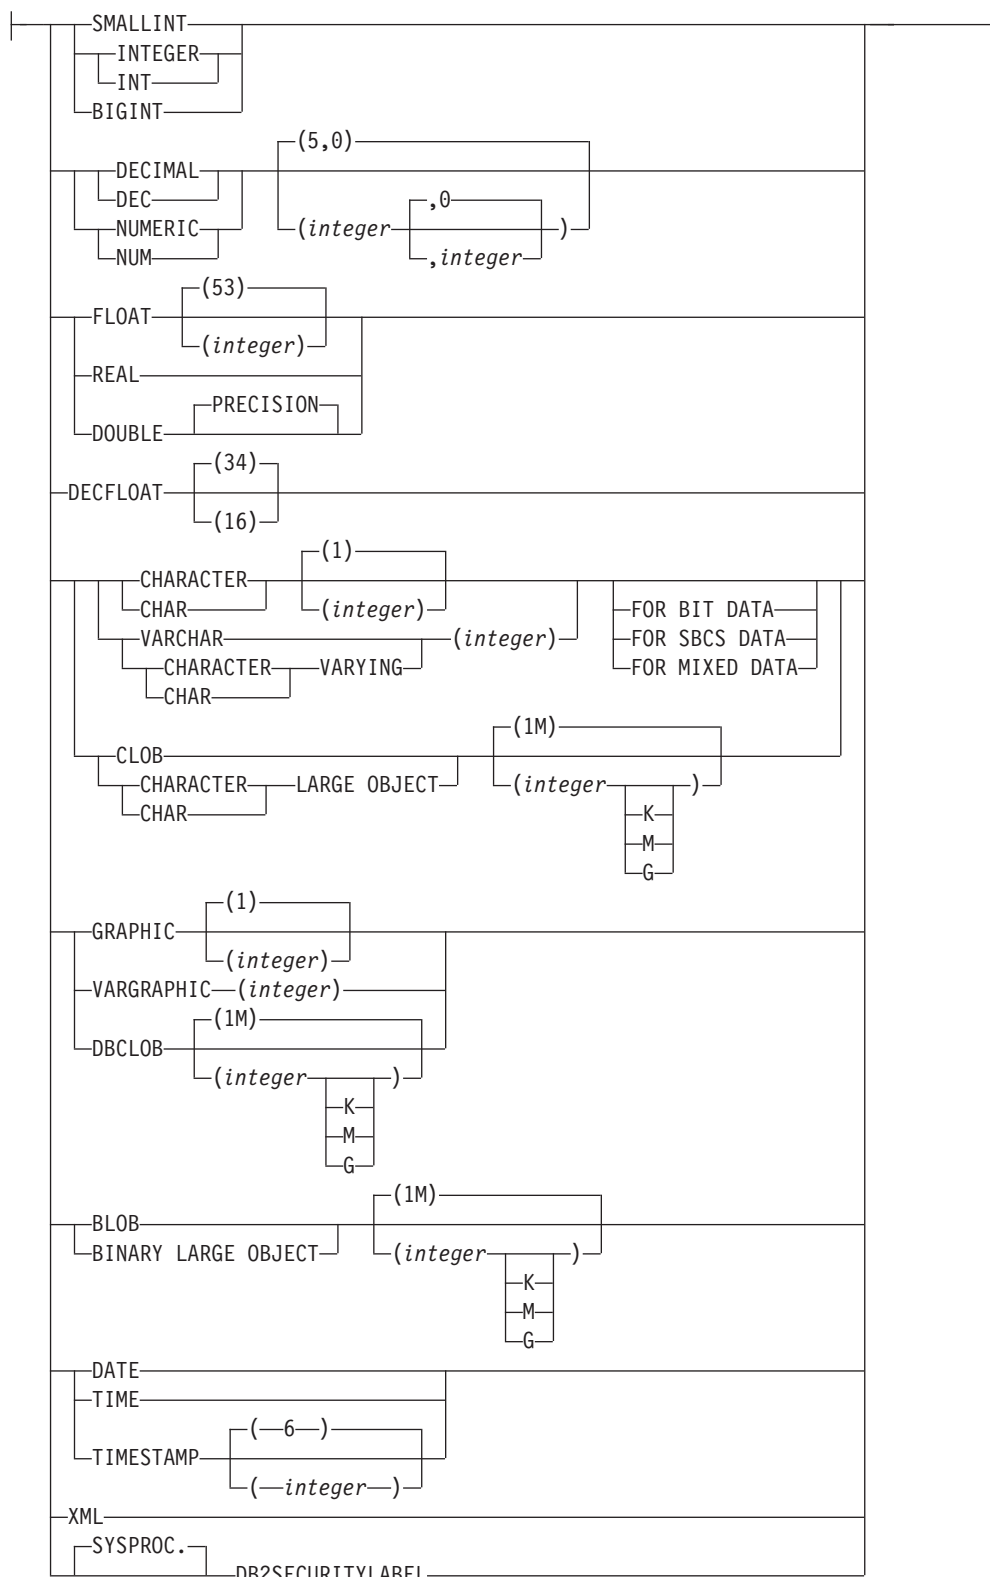 SMALLINT
INTEGER
INT
BIGINT
(5,0)
DECIMAL
DEC
(integer ,0 )
NUMERIC
,integer
NUM
(53)
FLOAT
(integer)
REAL
PRECISION
DOUBLE
(34)
DECFLOAT
(16)
(1)
CHARACTER
CHAR (integer) FOR BIT DATA
VARCHAR (integer) FOR SBCS DATA
CHARACTER VARYING FOR MIXED DATA
CHAR
(1M)
CLOB
CHARACTER LARGE OBJECT (integer )
CHAR K
M
G
(1)
GRAPHIC
(integer)
VARGRAPHIC (integer)
(1M)
DBCLOB
(integer )
K
M
G
(1M)
BLOB
BINARY LARGE OBJECT (integer )
K
M
G
DATE
TIME
( 6 )
TIMESTAMP
( integer )
XML
SYSPROC.
DB2SECURITYLABEL